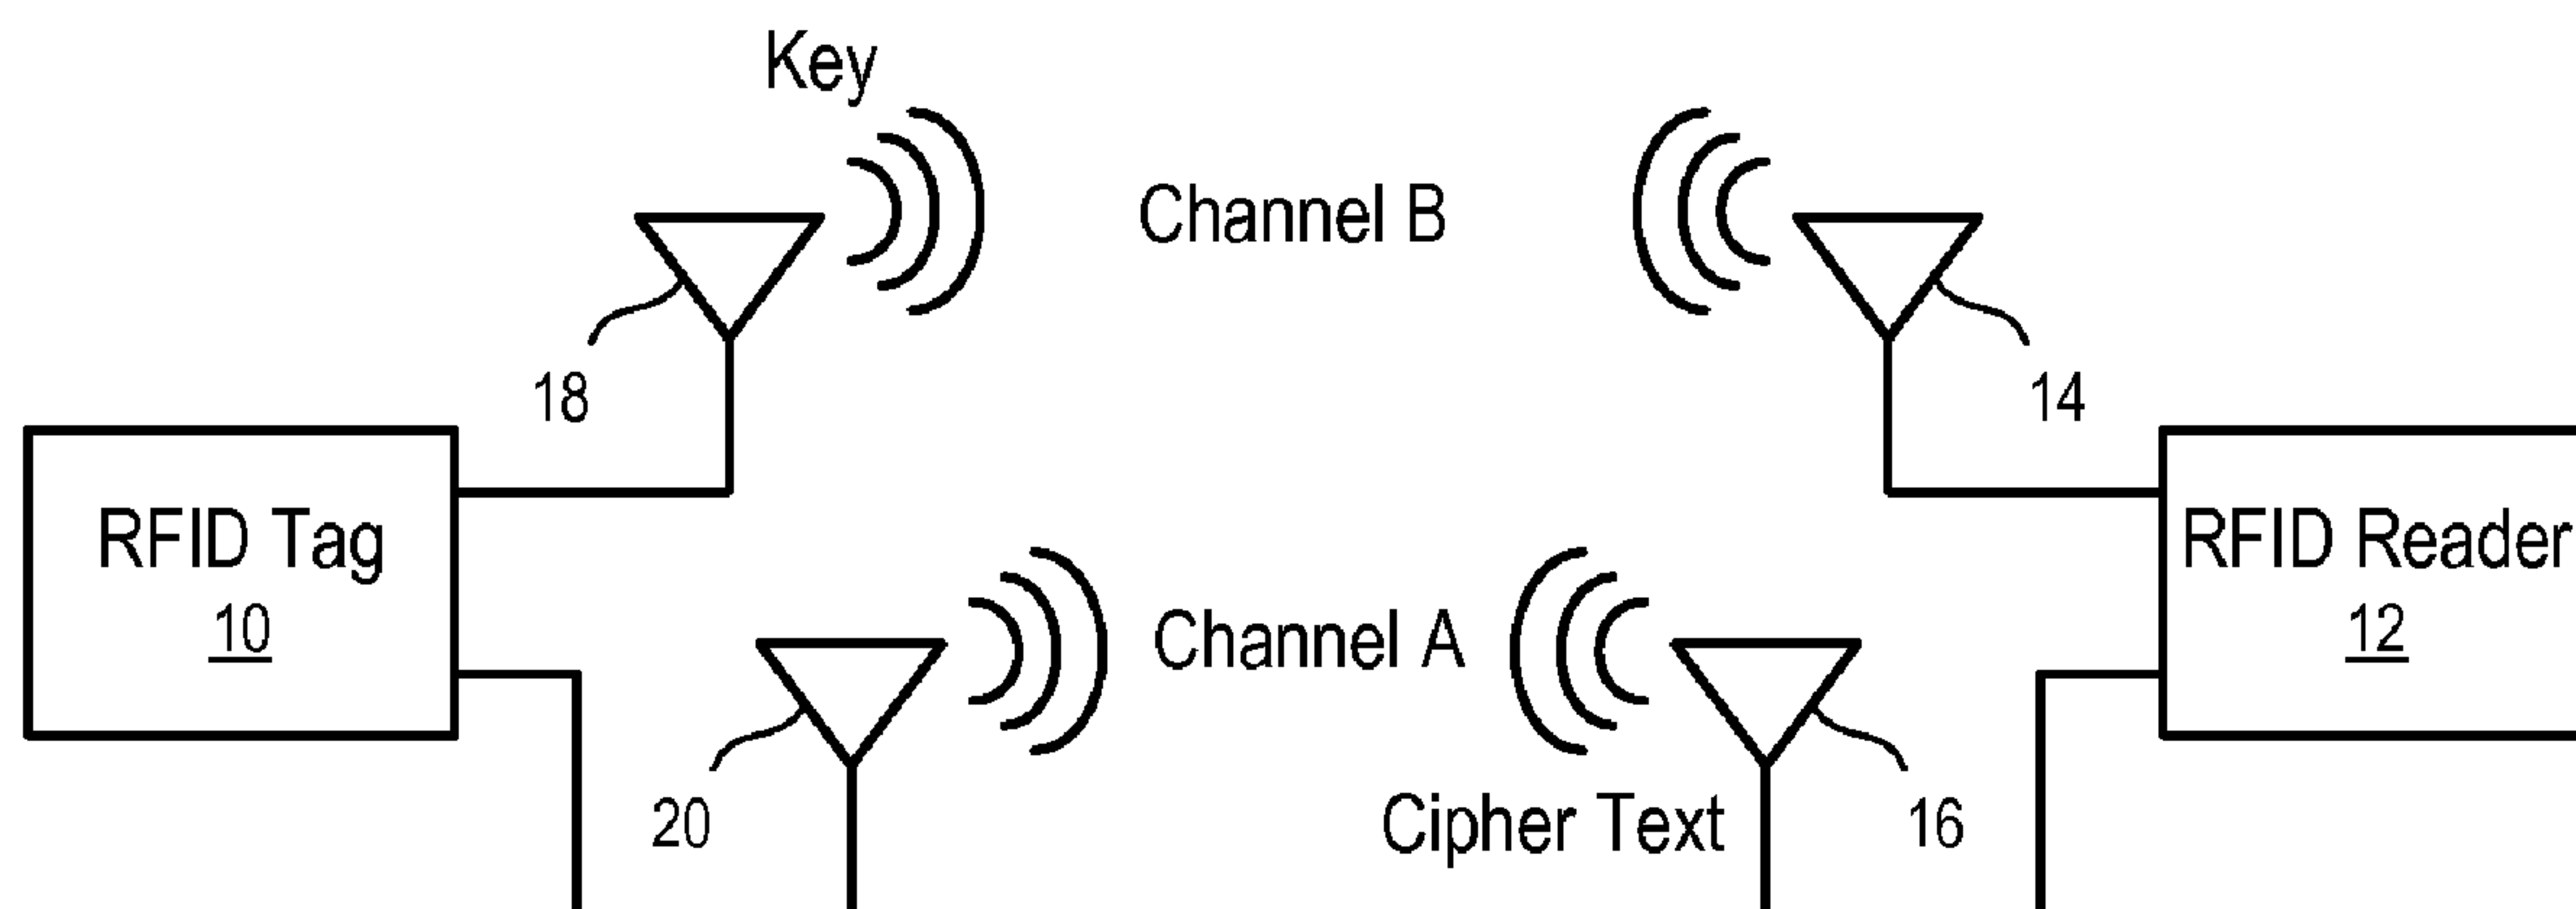 Key
Channel B
18
14
RFID Tag
10
RFID Reader
12
Channel A
20
Cipher Text
16